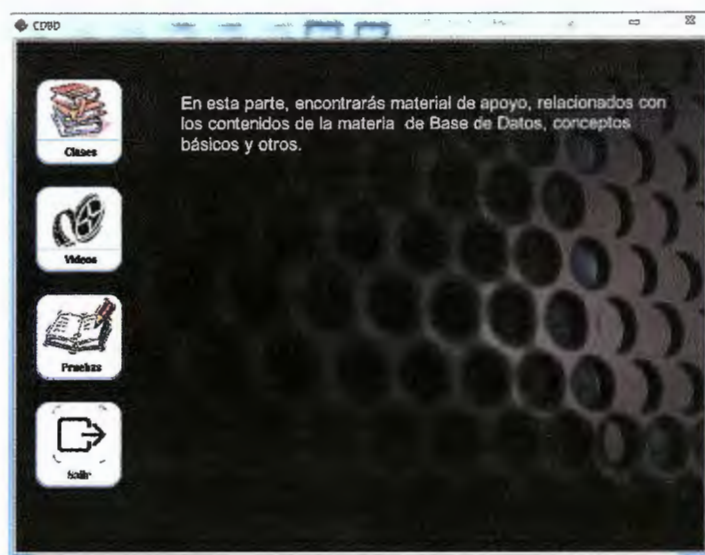 CDBD
En esta parte, encontrarás material de apoyo, relacionados con
los contenidos de la materia de Base de Datos, conceptos
básicos y otros.
Clases
Videos
Pruebas
Salir